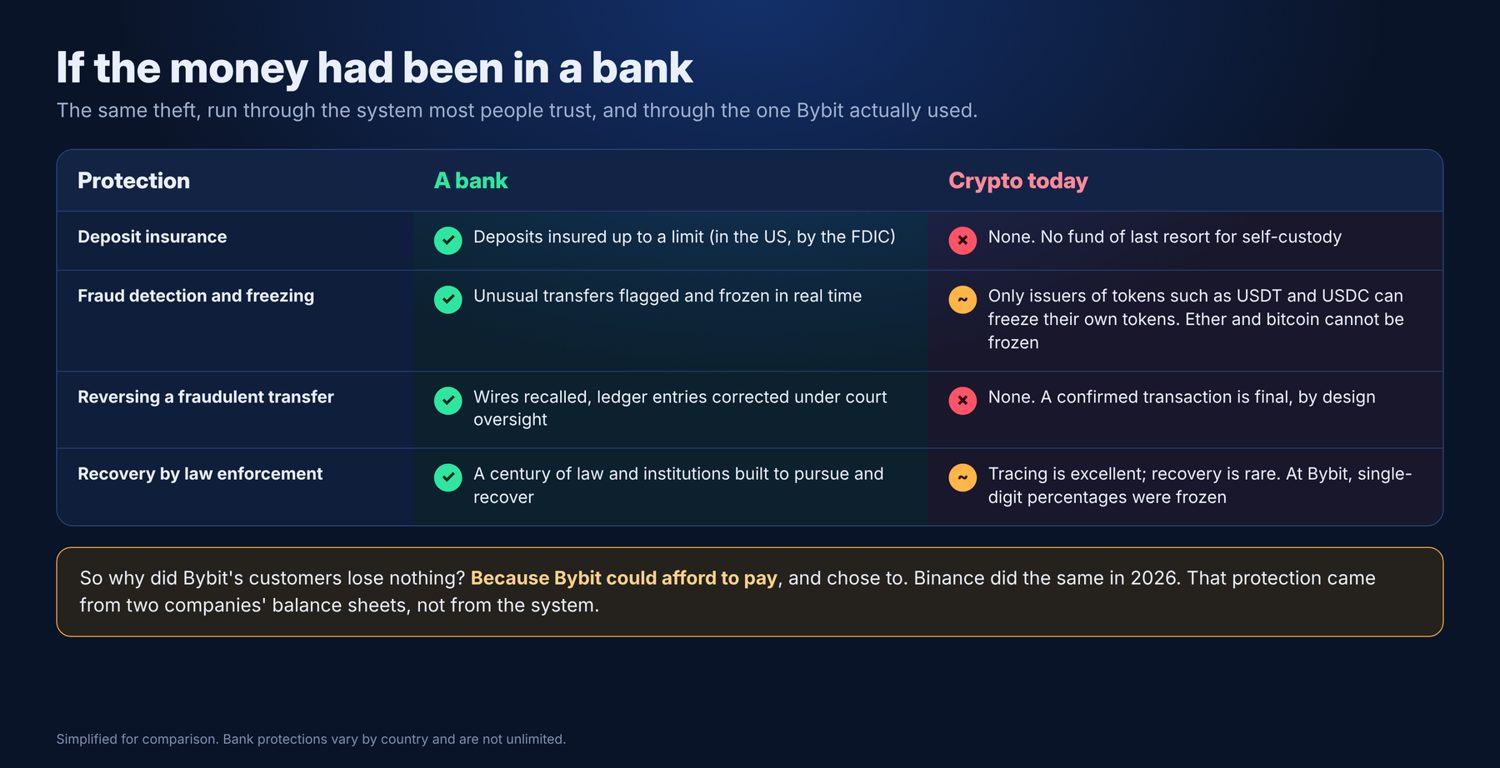 If the money had been in a bank
The same theft, run through the system most people trust, and through the one Bybit actually used.
Protection
A bank
Crypto today
Deposit insurance
Deposits insured up to a limit (in the US, by the FDIC)
None. No fund of last resort for self-custody
Fraud detection and freezing
Unusual transfers flagged and frozen in real time
~
Only issuers of tokens such as USDT and USDC can
freeze their own tokens. Ether and bitcoin cannot be
frozen
Reversing a fraudulent transfer
Wires recalled, ledger entries corrected under court
oversight
None. A confirmed transaction is final, by design
Recovery by law enforcement
A century of law and institutions built to pursue and
recover
~
Tracing is excellent; recovery is rare. At Bybit, single-
digit percentages were frozen
So why did Bybit's customers lose nothing? Because Bybit could afford to pay, and chose to. Binance did the same in 2026. That protection came
from two companies' balance sheets, not from the system.
Simplified for comparison. Bank protections vary by country and are not unlimited.